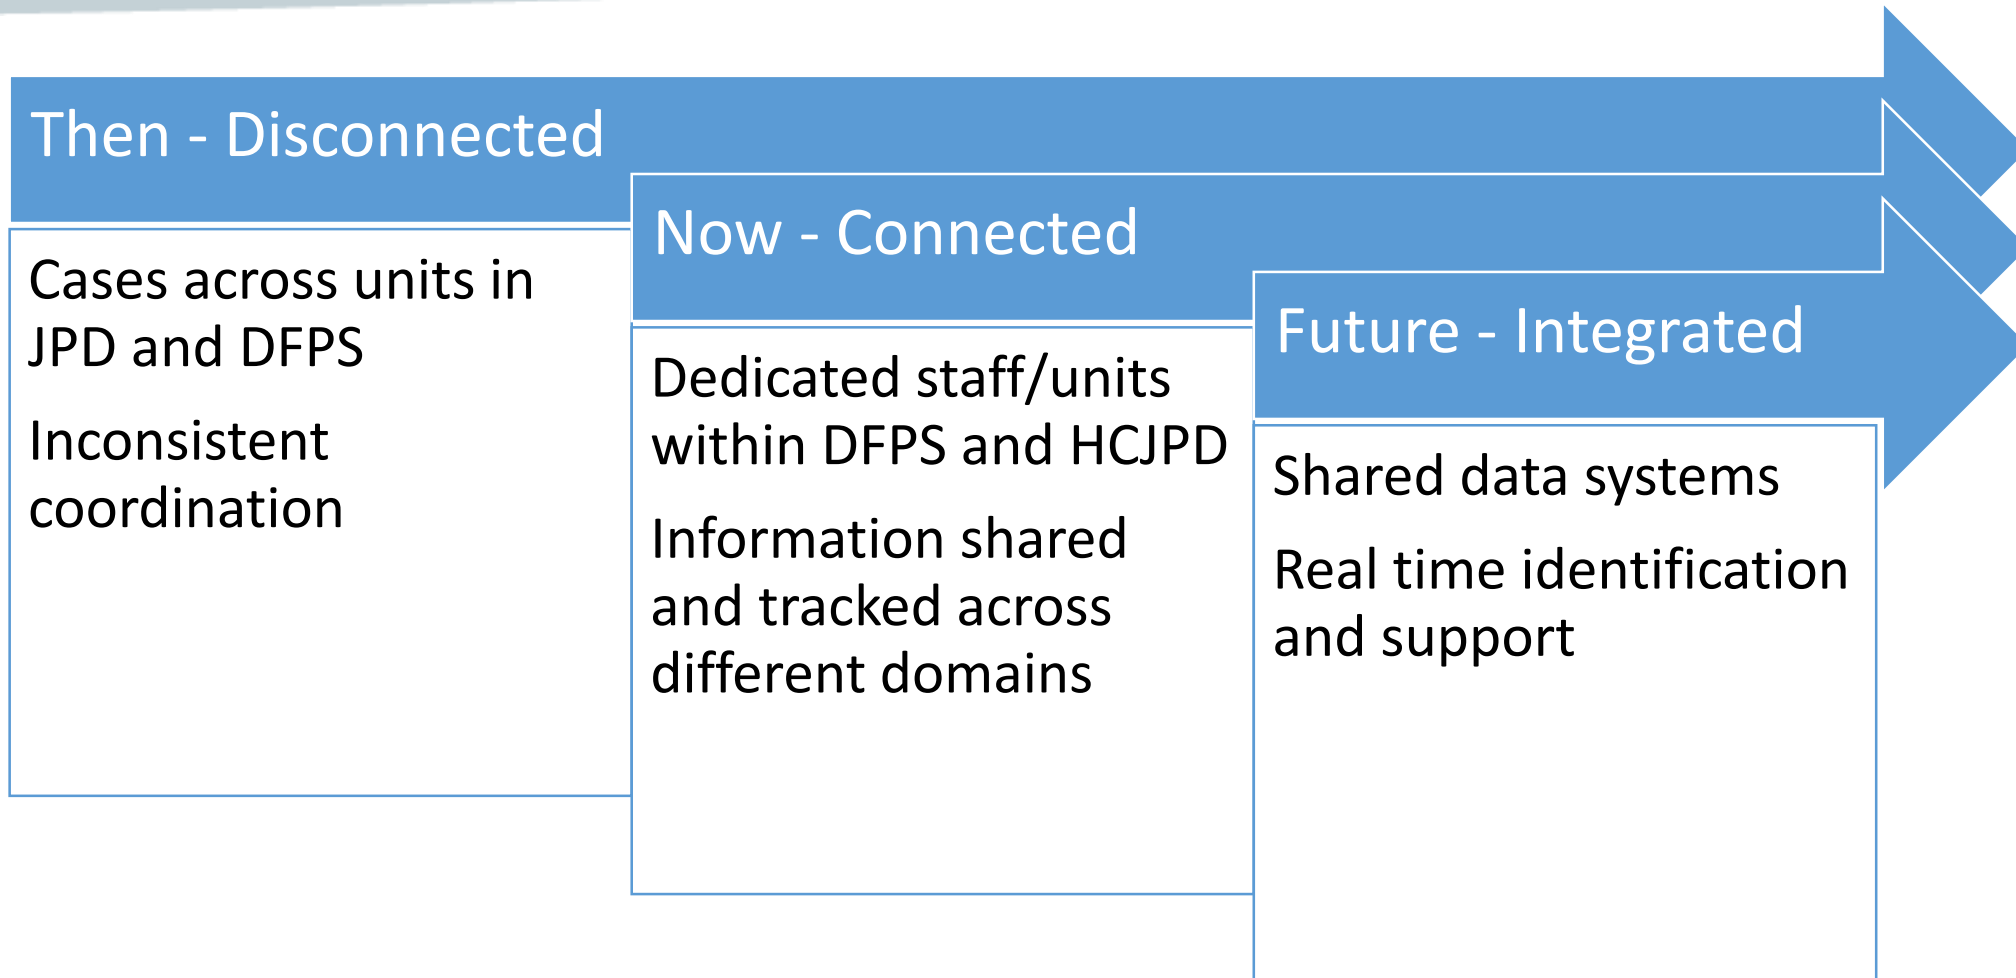 Then - Disconnected
Cases across units in
JPD and DFPS
Inconsistent
coordination
Now - Connected
Dedicated staff/units
within DFPS and HCJPD
Information shared
and tracked across
different domains
Future - Integrated
Shared data systems
Real time identification
and support